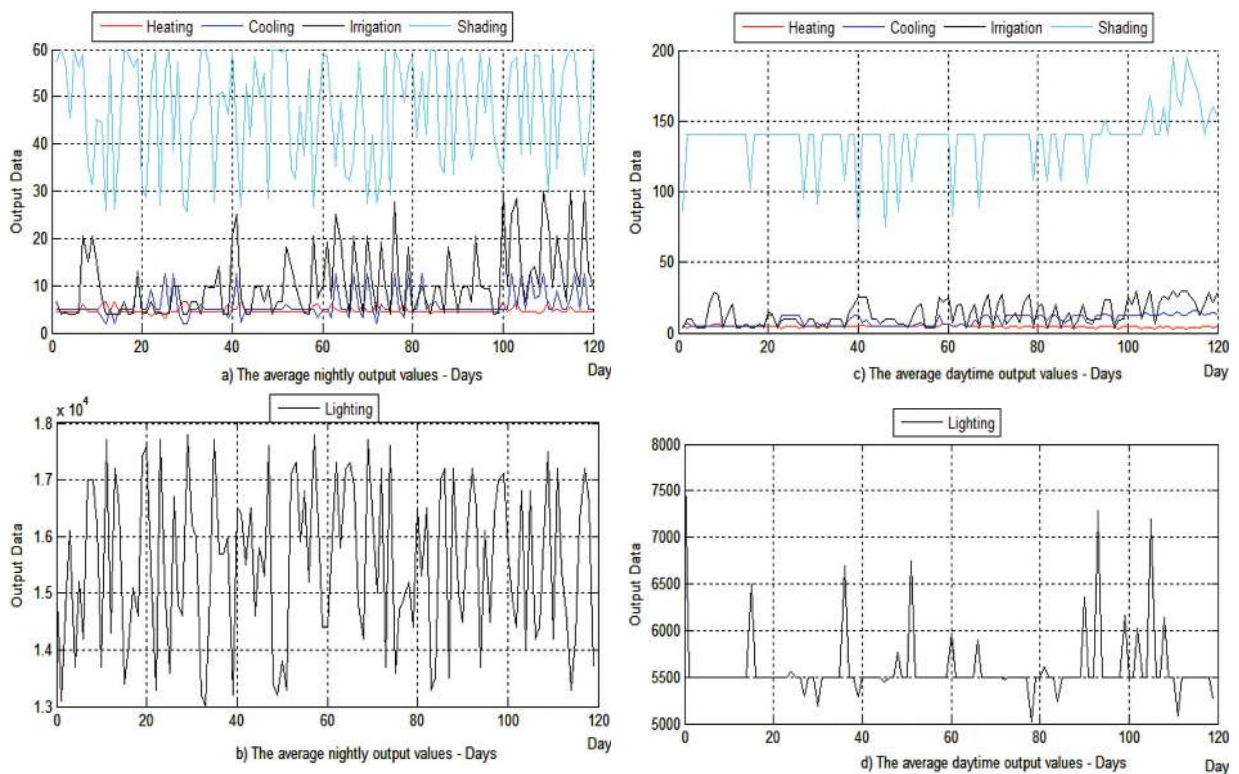 Heating Cooling Irrigation Shading
60
50
40
30
20
10
0
Output Data
0 20 40 60 80 100 120
Day
a) The average nightly output values - Days
Heating Cooling Irrigation Shading
200
150
100
50
0
Output Data
0 20 40 60 80 100 120
Day
c) The average daytime output values - Days
Lighting
x 10^4
1.8
1.7
1.6
1.5
1.4
1.3
Output Data
0 20 40 60 80 100 120
Day
b) The average nightly output values - Days
Lighting
8000
7500
7000
6500
6000
5500
5000
Output Data
0 20 40 60 80 100 120
Day
d) The average daytime output values - Days